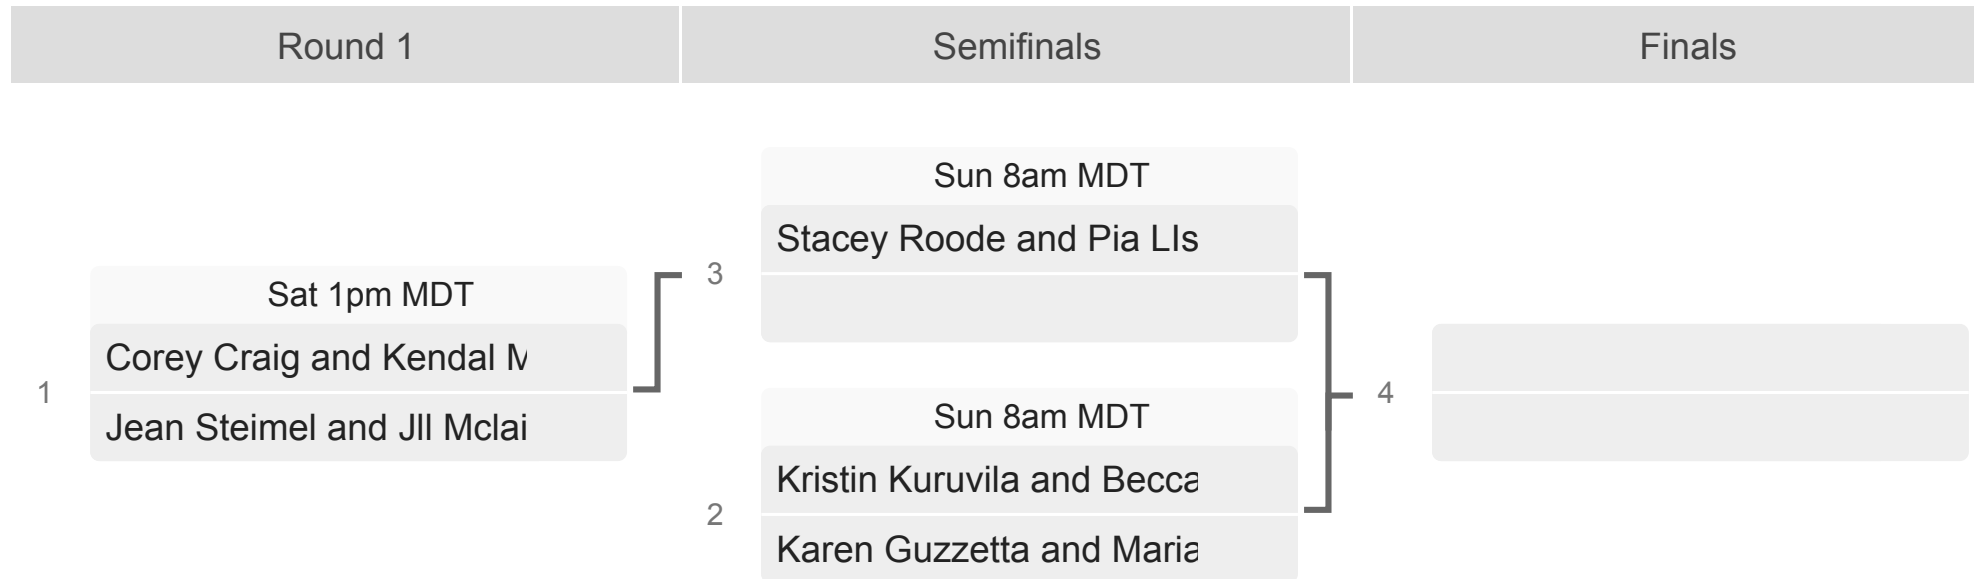 Round 1
Semifinals
Finals
Sat 1pm MDT
1
Corey Craig and Kendal
Jean Steimel and JIl Mclai
Sun 8am MDT
3
Stacey Roode and Pia LIs
Sun 8am MDT
2
Kristin Kuruvila and Becca
Karen Guzzetta and Maria
4